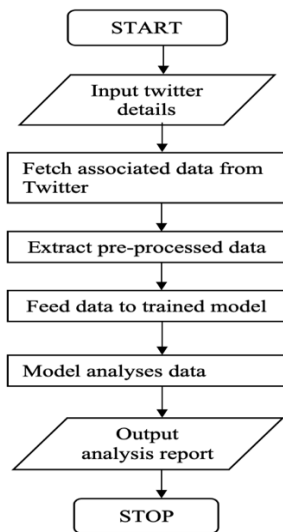 START
Input twitter
details
Fetch associated data from
Twitter
Extract pre-processed data
Feed data to trained model
Model analyses data
Output
analysis report
STOP